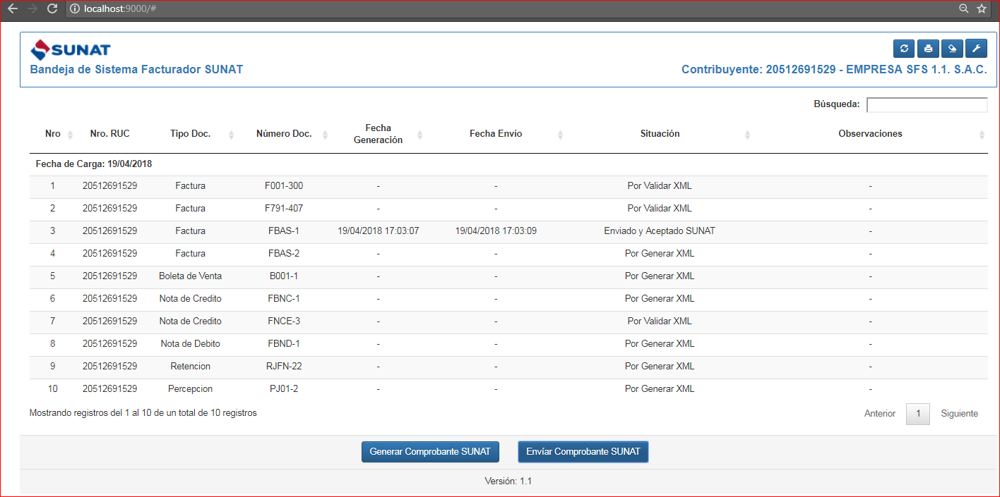 localhost:9000/#
SUNAT
Bandeja de Sistema Facturador SUNAT
Contribuyente: 20512691529 - EMPRESA SFS 1.1. S.A.C.
Búsqueda:
Nro Nro. RUC Tipo Doc. Número Doc. Fecha Generación Fecha Envío Situación Observaciones
Fecha de Carga: 19/04/2018
1 20512691529 Factura F001-300 - - Por Validar XML -
2 20512691529 Factura F791-407 - - Por Validar XML -
3 20512691529 Factura FBAS-1 19/04/2018 17:03:07 19/04/2018 17:03:09 Enviado y Aceptado SUNAT -
4 20512691529 Factura FBAS-2 - - Por Generar XML -
5 20512691529 Boleta de Venta B001-1 - - Por Generar XML -
6 20512691529 Nota de Credito FBNC-1 - - Por Generar XML -
7 20512691529 Nota de Credito FNCE-3 - - Por Validar XML -
8 20512691529 Nota de Debito FBND-1 - - Por Generar XML -
9 20512691529 Retencion RJFN-22 - - Por Generar XML -
10 20512691529 Percepcion PJ01-2 - - Por Generar XML -
Mostrando registros del 1 al 10 de un total de 10 registros
Anterior 1 Siguiente
Generar Comprobante SUNAT Envíar Comprobante SUNAT
Versión: 1.1